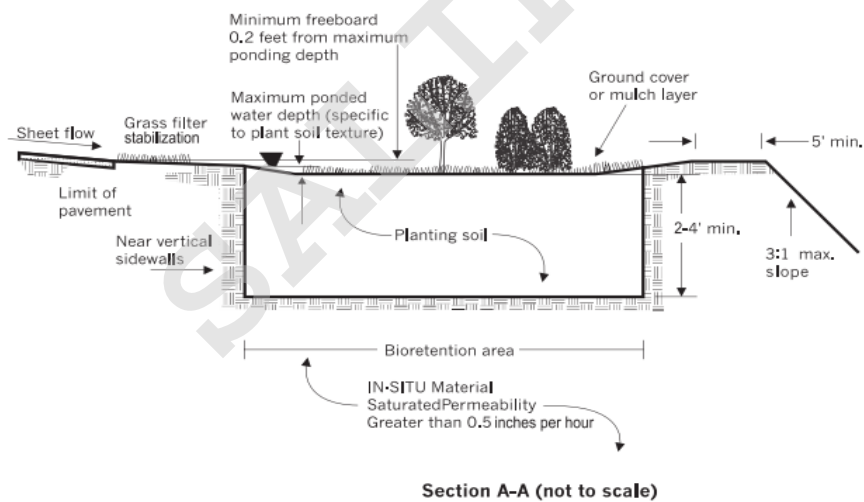 Minimum freeboard
0.2 feet from maximum
ponding depth
Maximum ponded
water depth (specific
to plant soil texture)
Ground cover
or mulch layer
Grass filter
stabilization
Sheet flow
5' min.
Limit of
pavement
Near vertical
sidewalls
Planting soil
2-4' min.
3:1 max.
slope
Bioretention area
IN-SITU Material
SaturatedPermeability
Greater than 0.5 inches per hour
Section A-A (not to scale)